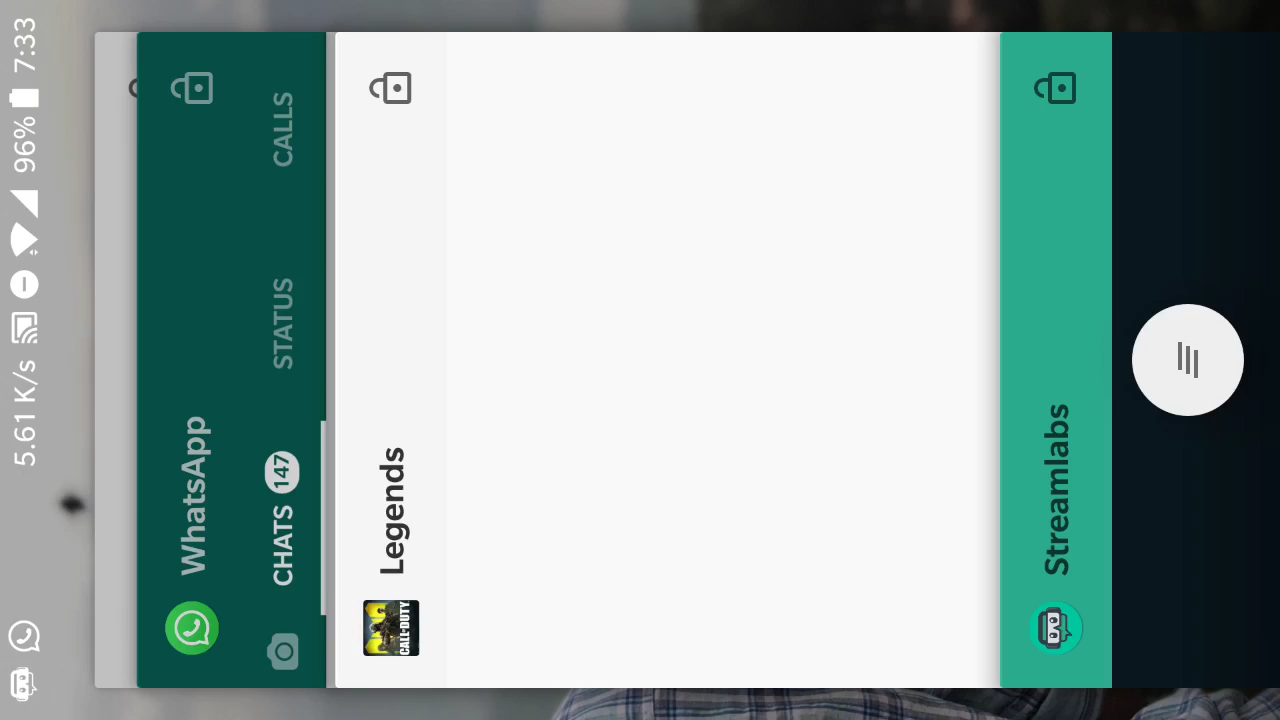 5.61 K/s 96% 7:33
WhatsApp
CHATS 147 STATUS CALLS
Legends
CALL OF DUTY
Streamlabs